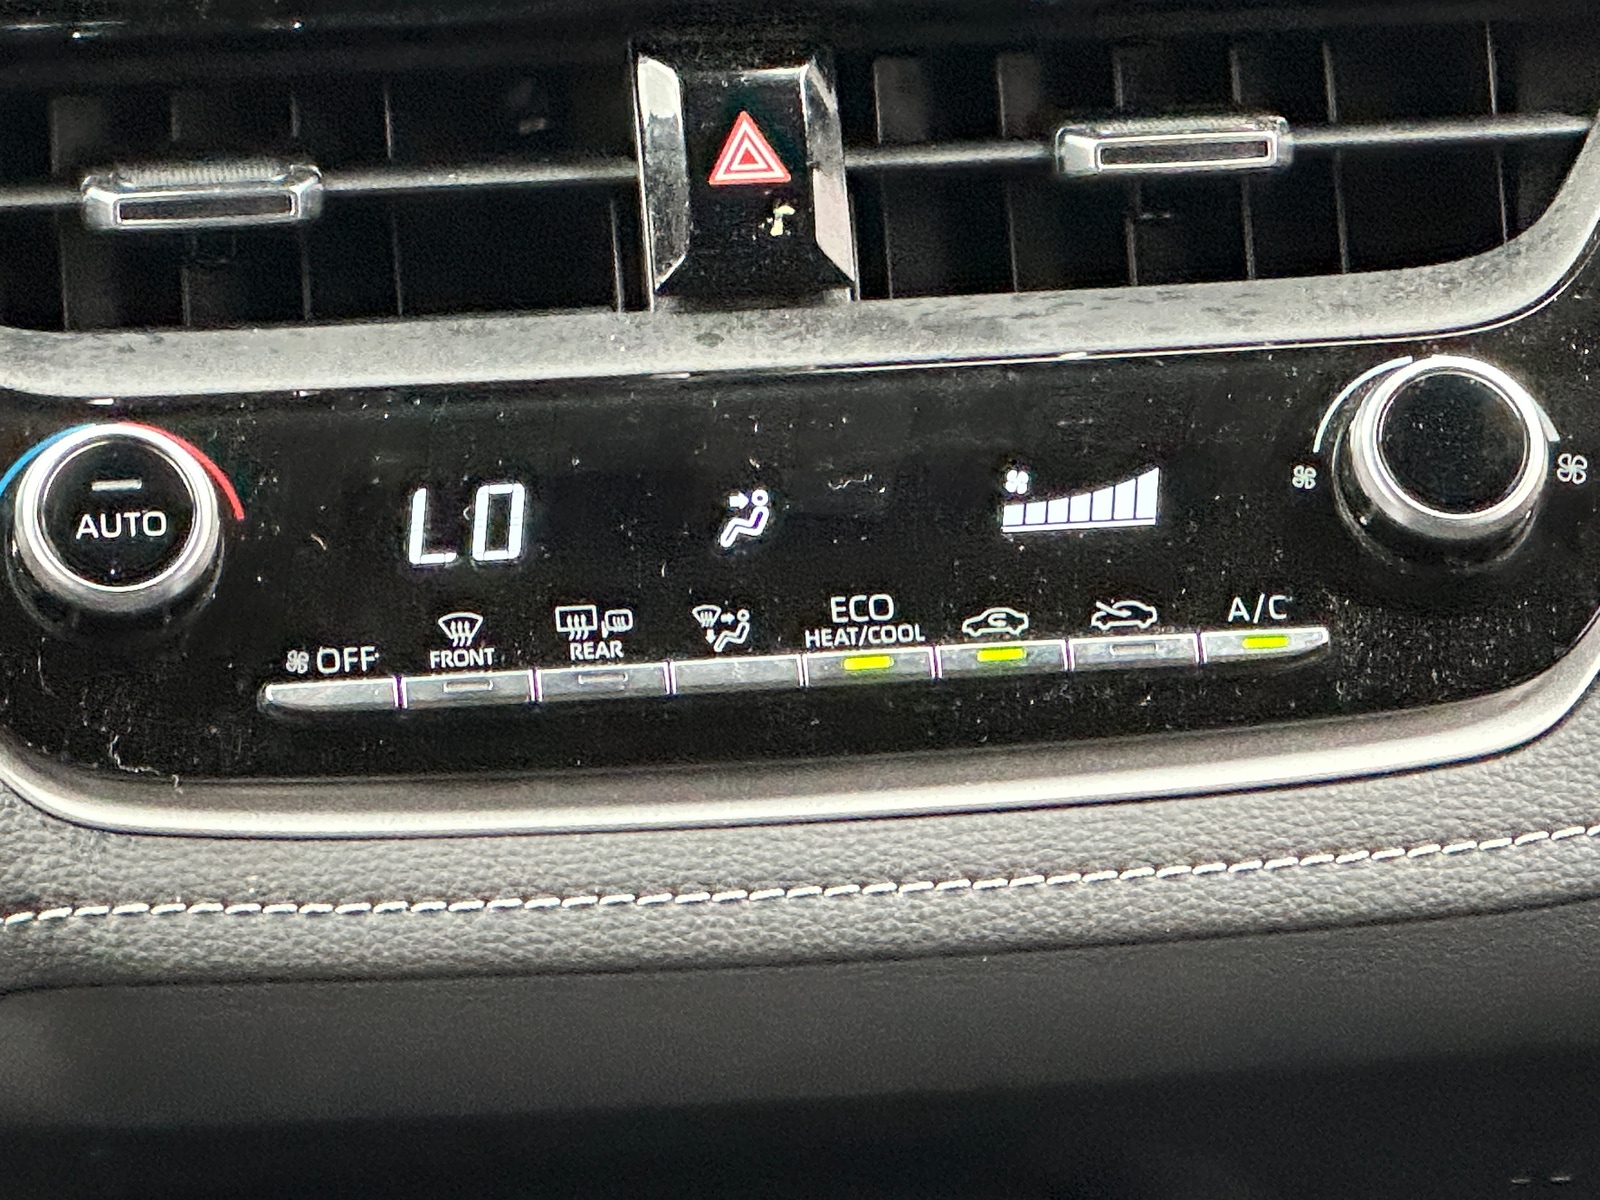 AUTO
LO
OFF
FRONT
REAR
ECO
HEAT/COOL
A/C